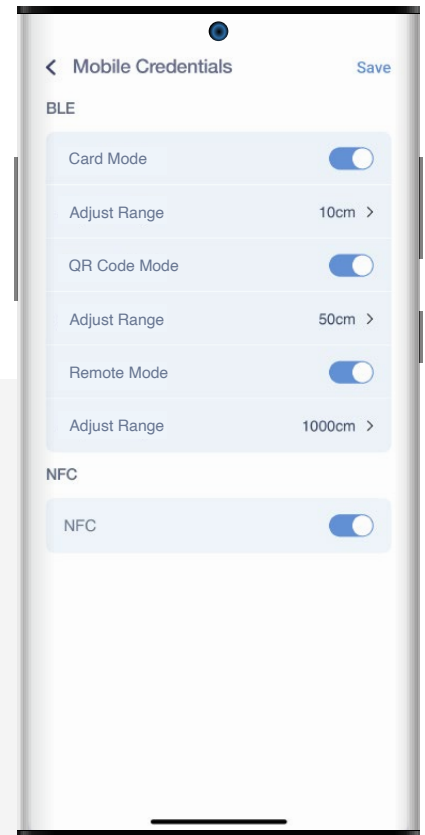 Mobile Credentials Save
BLE
Card Mode
Adjust Range 10cm
QR Code Mode
Adjust Range 50cm
Remote Mode
Adjust Range 1000cm
NFC
NFC